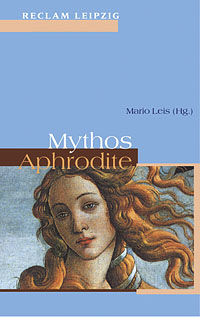 RECLAM LEIPZIG
Mario Leis (Hg.)
Mythos
Aphrodite